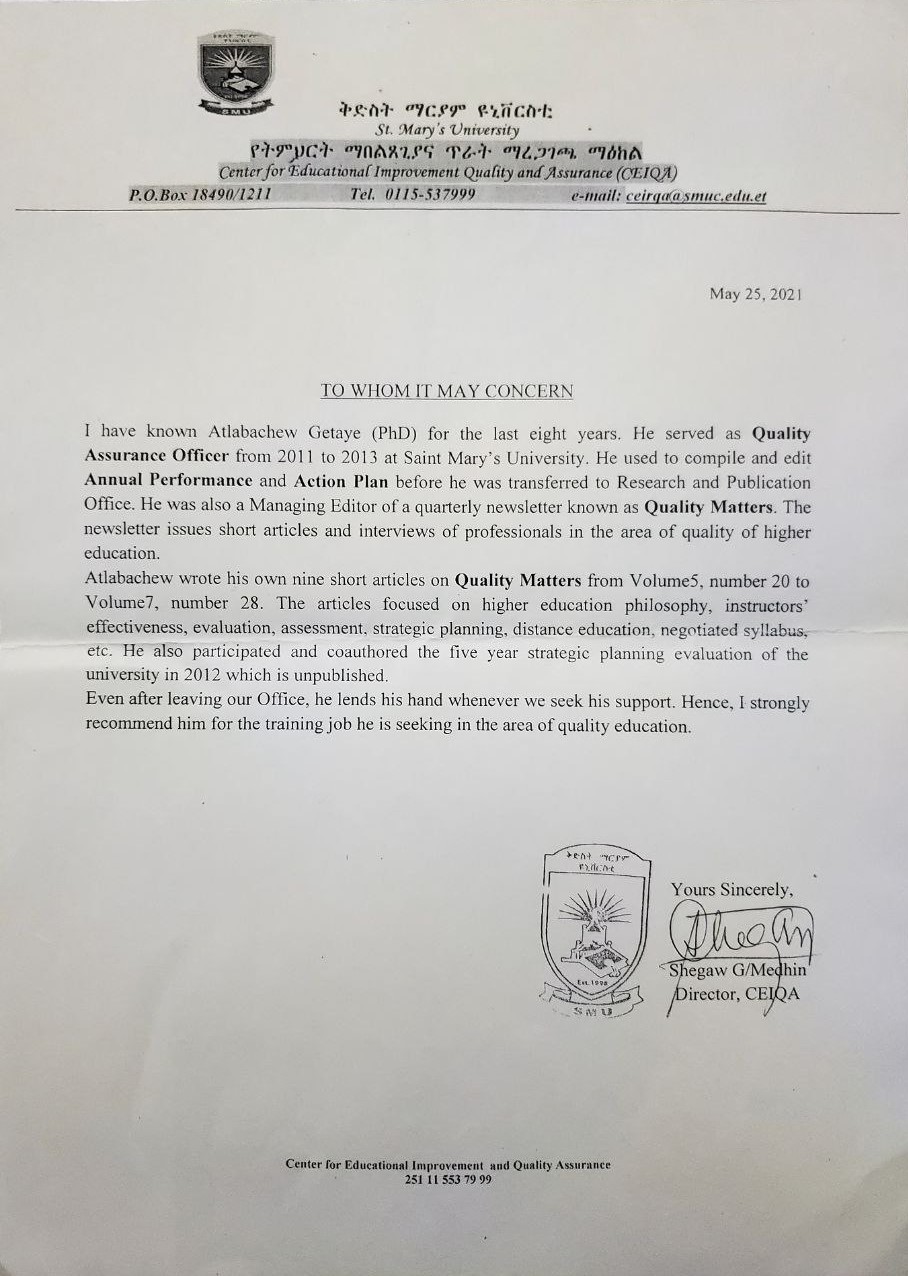 SMU
ቅድስት ማርያም ዩኒቨርስቲ
St. Mary's University
የትምህርት ማበልጸጊያና ጥራት ማረጋገጫ ማዕከል
Center for Educational Improvement Quality and Assurance (CEIQA)
P.O.Box 18490/1211 Tel. 0115-537999 e-mail: ceirqa@smuc.edu.et
May 25, 2021
TO WHOM IT MAY CONCERN
I have known Atlabachew Getaye (PhD) for the last eight years. He served as Quality
Assurance Officer from 2011 to 2013 at Saint Mary's University. He used to compile and edit
Annual Performance and Action Plan before he was transferred to Research and Publication
Office. He was also a Managing Editor of a quarterly newsletter known as Quality Matters. The
newsletter issues short articles and interviews of professionals in the area of quality of higher
education.
Atlabachew wrote his own nine short articles on Quality Matters from Volume5, number 20 to
Volume7, number 28. The articles focused on higher education philosophy, instructors'
effectiveness, evaluation, assessment, strategic planning, distance education, negotiated syllabus,
etc. He also participated and coauthored the five year strategic planning evaluation of the
university in 2012 which is unpublished.
Even after leaving our Office, he lends his hand whenever we seek his support. Hence, I strongly
recommend him for the training job he is seeking in the area of quality education.
ቅድስት ማርያም
ዩኒቨርስቲ
Est. 1998
SMU
Yours Sincerely,
Shegaw G/Medhin
Director, CEIQA
Center for Educational Improvement and Quality Assurance
251 11 553 79 99